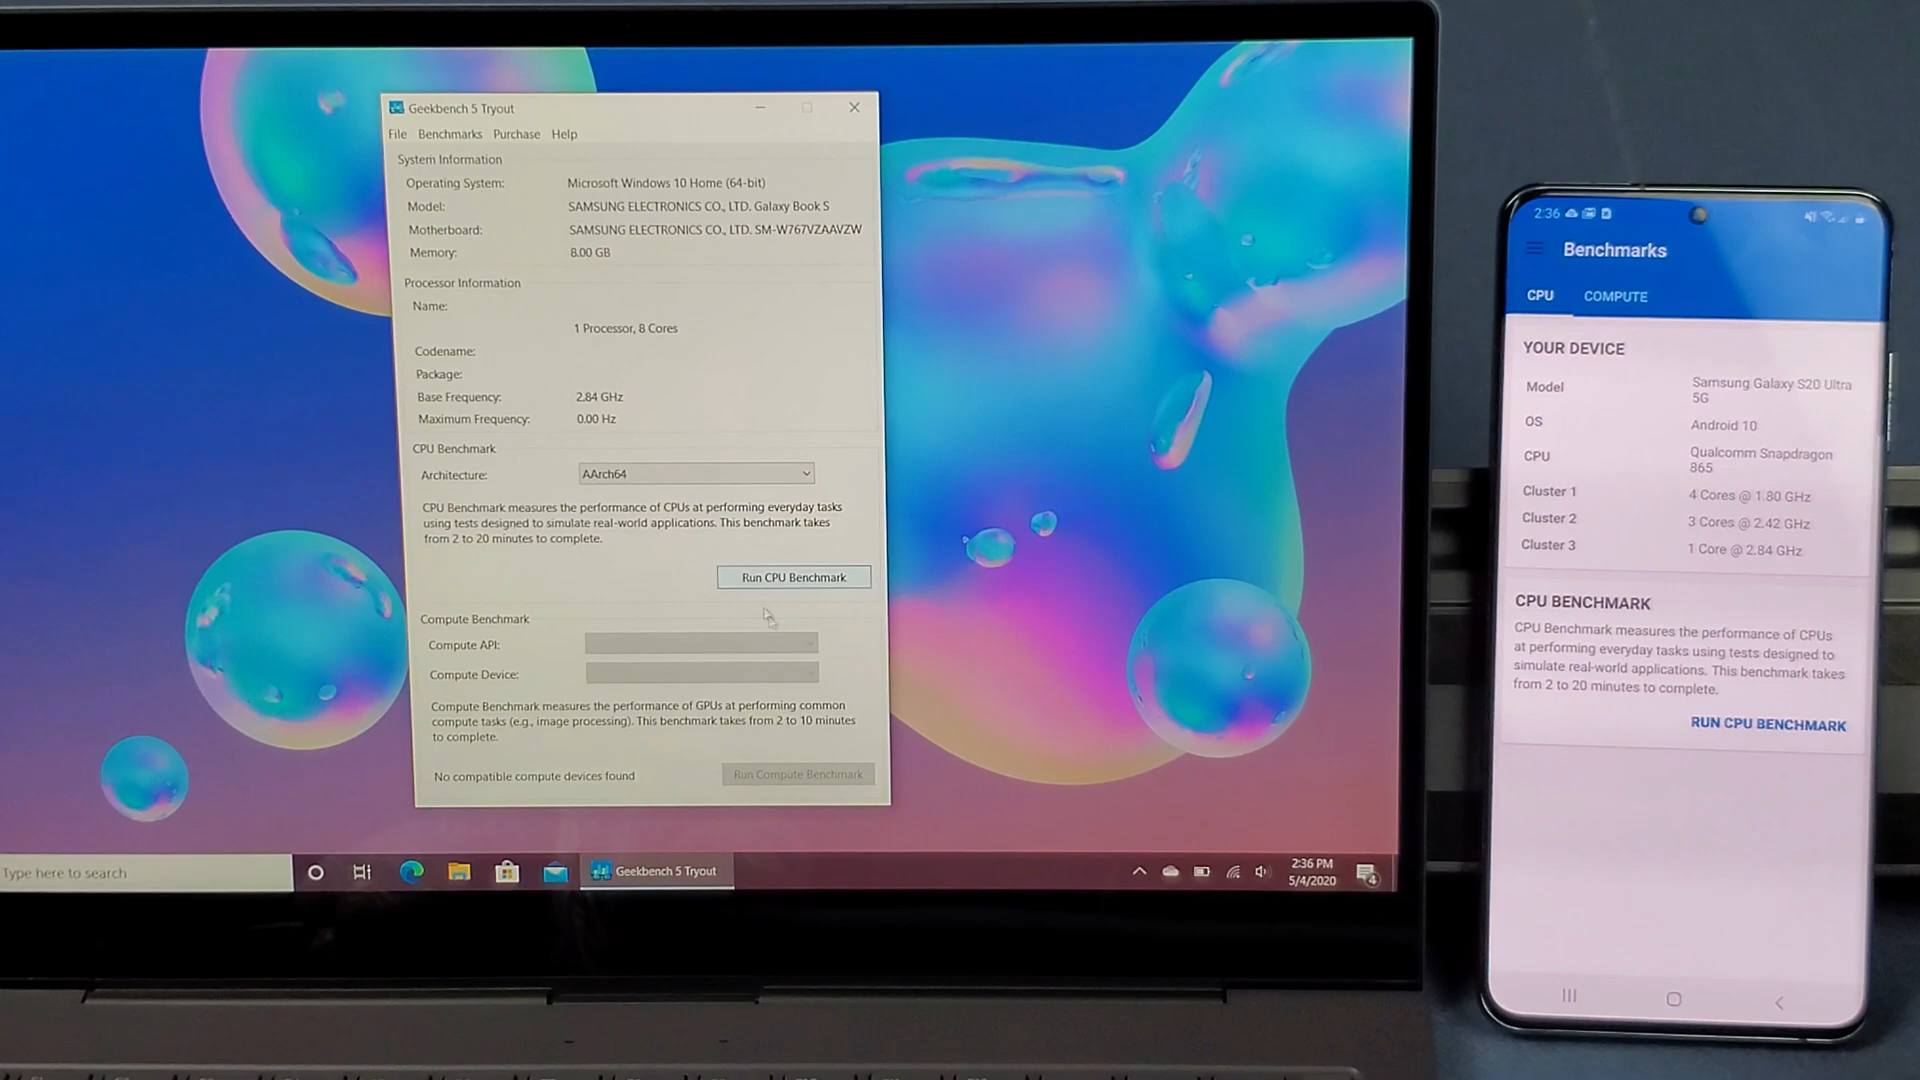 Geekbench 5 Tryout
File Benchmarks Purchase Help
System Information
Operating System: Microsoft Windows 10 Home (64-bit)
Model: SAMSUNG ELECTRONICS CO., LTD. Galaxy Book S
Motherboard: SAMSUNG ELECTRONICS CO., LTD. SM-W767VZAAVZW
Memory: 8.00 GB
Processor Information
Name:
1 Processor, 8 Cores
Codename:
Package:
Base Frequency: 2.84 GHz
Maximum Frequency: 0.00 Hz
CPU Benchmark
Architecture: AArch64
CPU Benchmark measures the performance of CPUs at performing everyday tasks
using tests designed to simulate real-world applications. This benchmark takes
from 2 to 20 minutes to complete.
Run CPU Benchmark
Compute Benchmark
Compute API:
Compute Device:
Compute Benchmark measures the performance of GPUs at performing common
compute tasks (e.g., image processing). This benchmark takes from 2 to 10 minutes
to complete.
No compatible compute devices found Run Compute Benchmark
Type here to search
Geekbench 5 Tryout
2:36 PM
5/4/2020
4
2:36
Benchmarks
CPU COMPUTE
YOUR DEVICE
Model Samsung Galaxy S20 Ultra
5G
OS Android 10
CPU Qualcomm Snapdragon
865
Cluster 1 4 Cores @ 1.80 GHz
Cluster 2 3 Cores @ 2.42 GHz
Cluster 3 1 Core @ 2.84 GHz
CPU BENCHMARK
CPU Benchmark measures the performance of CPUs
at performing everyday tasks using tests designed to
simulate real-world applications. This benchmark takes
from 2 to 20 minutes to complete.
RUN CPU BENCHMARK